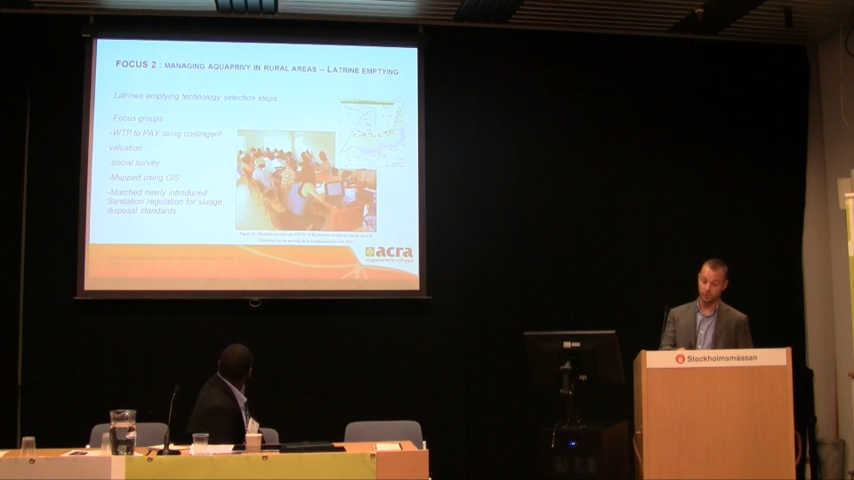 FOCUS 2 : MANAGING AQUAPRIVY IN RURAL AREAS – LATRINE EMPTYING
Latrines emptying technology selection steps
-Focus groups
-WTP to PAY using contingent
valuation
-social survey
-Mapped using GIS
-Matched newly introduced
Sanitation regulation for sludge
disposal standards
acra
Stockholmsmässan